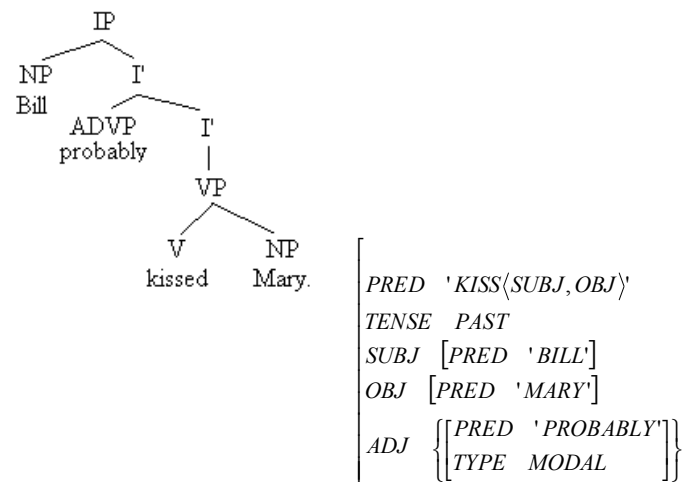 IP
NP I'
Bill
ADVP I'
probably
VP
V NP
kissed Mary.
PRED 'KISS⟨SUBJ, OBJ⟩'
TENSE PAST
SUBJ [PRED 'BILL']
OBJ [PRED 'MARY']
ADJ {[PRED 'PROBABLY'
TYPE MODAL]}